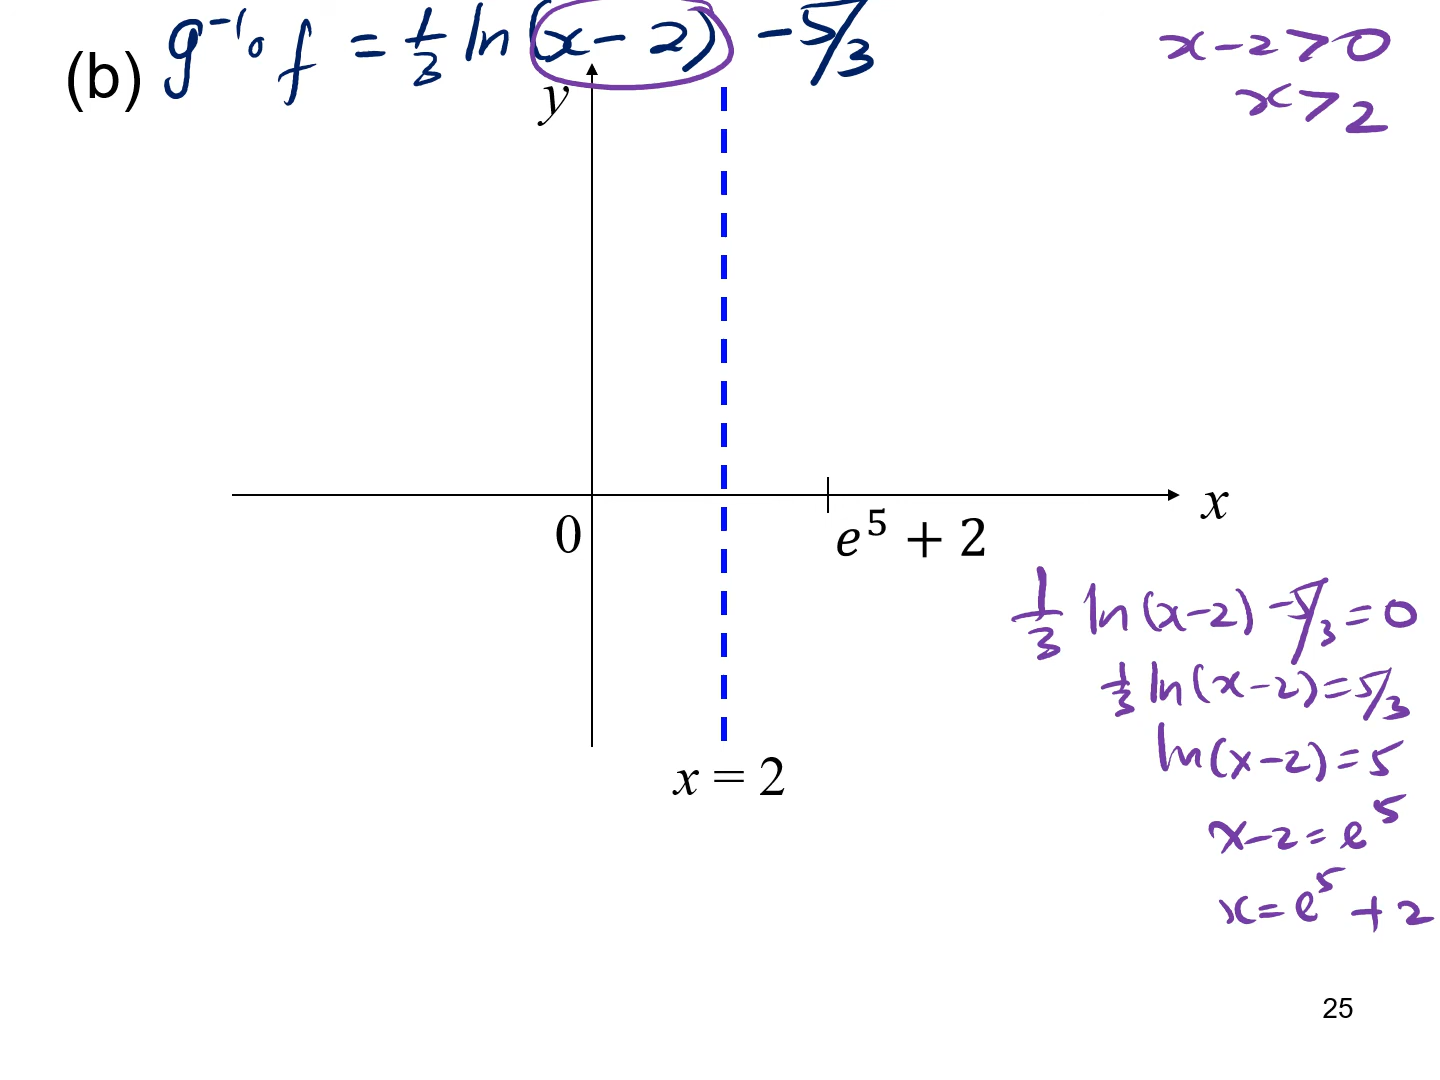 (b) g⁻¹∘f = 1/3 ln(x-2) - 5/3
x-2>0
x>2
y
x
0
e⁵ + 2
1/3 ln(x-2) - 5/3 = 0
1/3 ln(x-2) = 5/3
ln(x-2) = 5
x = 2
x-2 = e⁵
x = e⁵ + 2
25